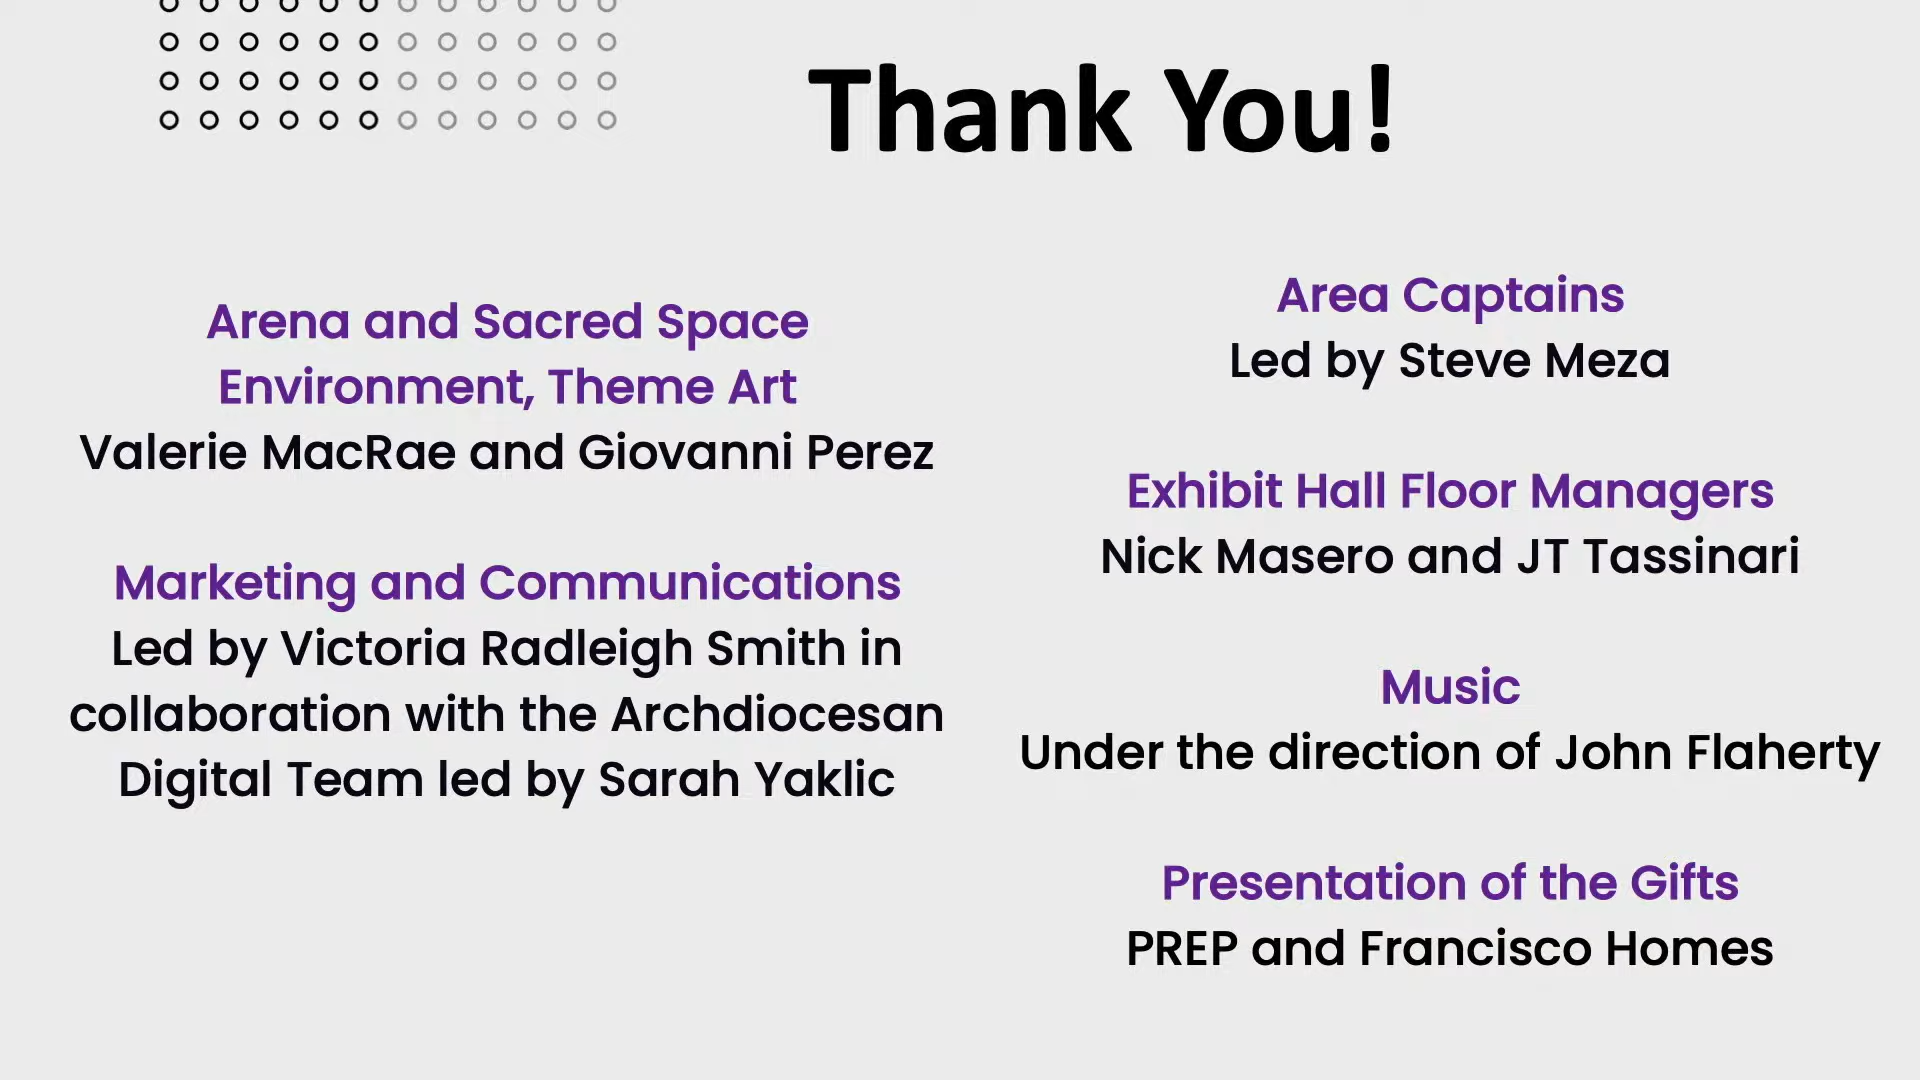 Thank You!
Arena and Sacred Space
Environment, Theme Art
Valerie MacRae and Giovanni Perez
Marketing and Communications
Led by Victoria Radleigh Smith in
collaboration with the Archdiocesan
Digital Team led by Sarah Yaklic
Area Captains
Led by Steve Meza
Exhibit Hall Floor Managers
Nick Masero and JT Tassinari
Music
Under the direction of John Flaherty
Presentation of the Gifts
PREP and Francisco Homes